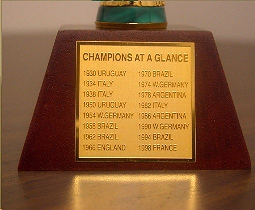 CHAMPIONS AT A GLANCE
1930 URUGUAY 1970 BRAZIL
1934 ITALY 1974 W.GERMANY
1938 ITALY 1978 ARGENTINA
1950 URUGUAY 1982 ITALY
1954 W.GERMANY 1986 ARGENTINA
1958 BRAZIL 1990 W.GERMANY
1962 BRAZIL 1994 BRAZIL
1966 ENGLAND 1998 FRANCE